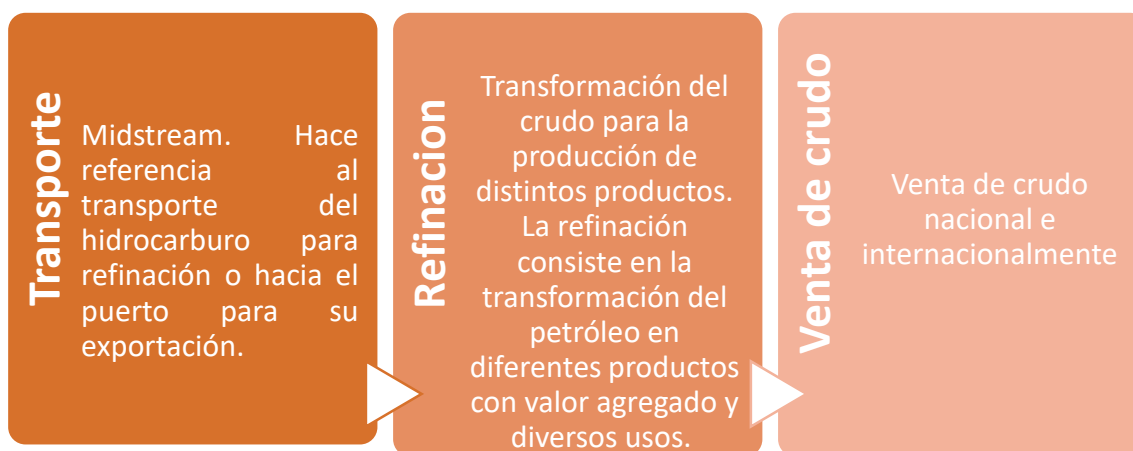 Transporte
Midstream. Hace
referencia al
transporte del
hidrocarburo para
refinación o hacia el
puerto para su
exportación.
Refinacion
Transformación del
crudo para la
producción de
distintos productos.
La refinación
consiste en la
transformación del
petróleo en
diferentes productos
con valor agregado y
diversos usos.
Venta de crudo
Venta de crudo
nacional e
internacionalmente